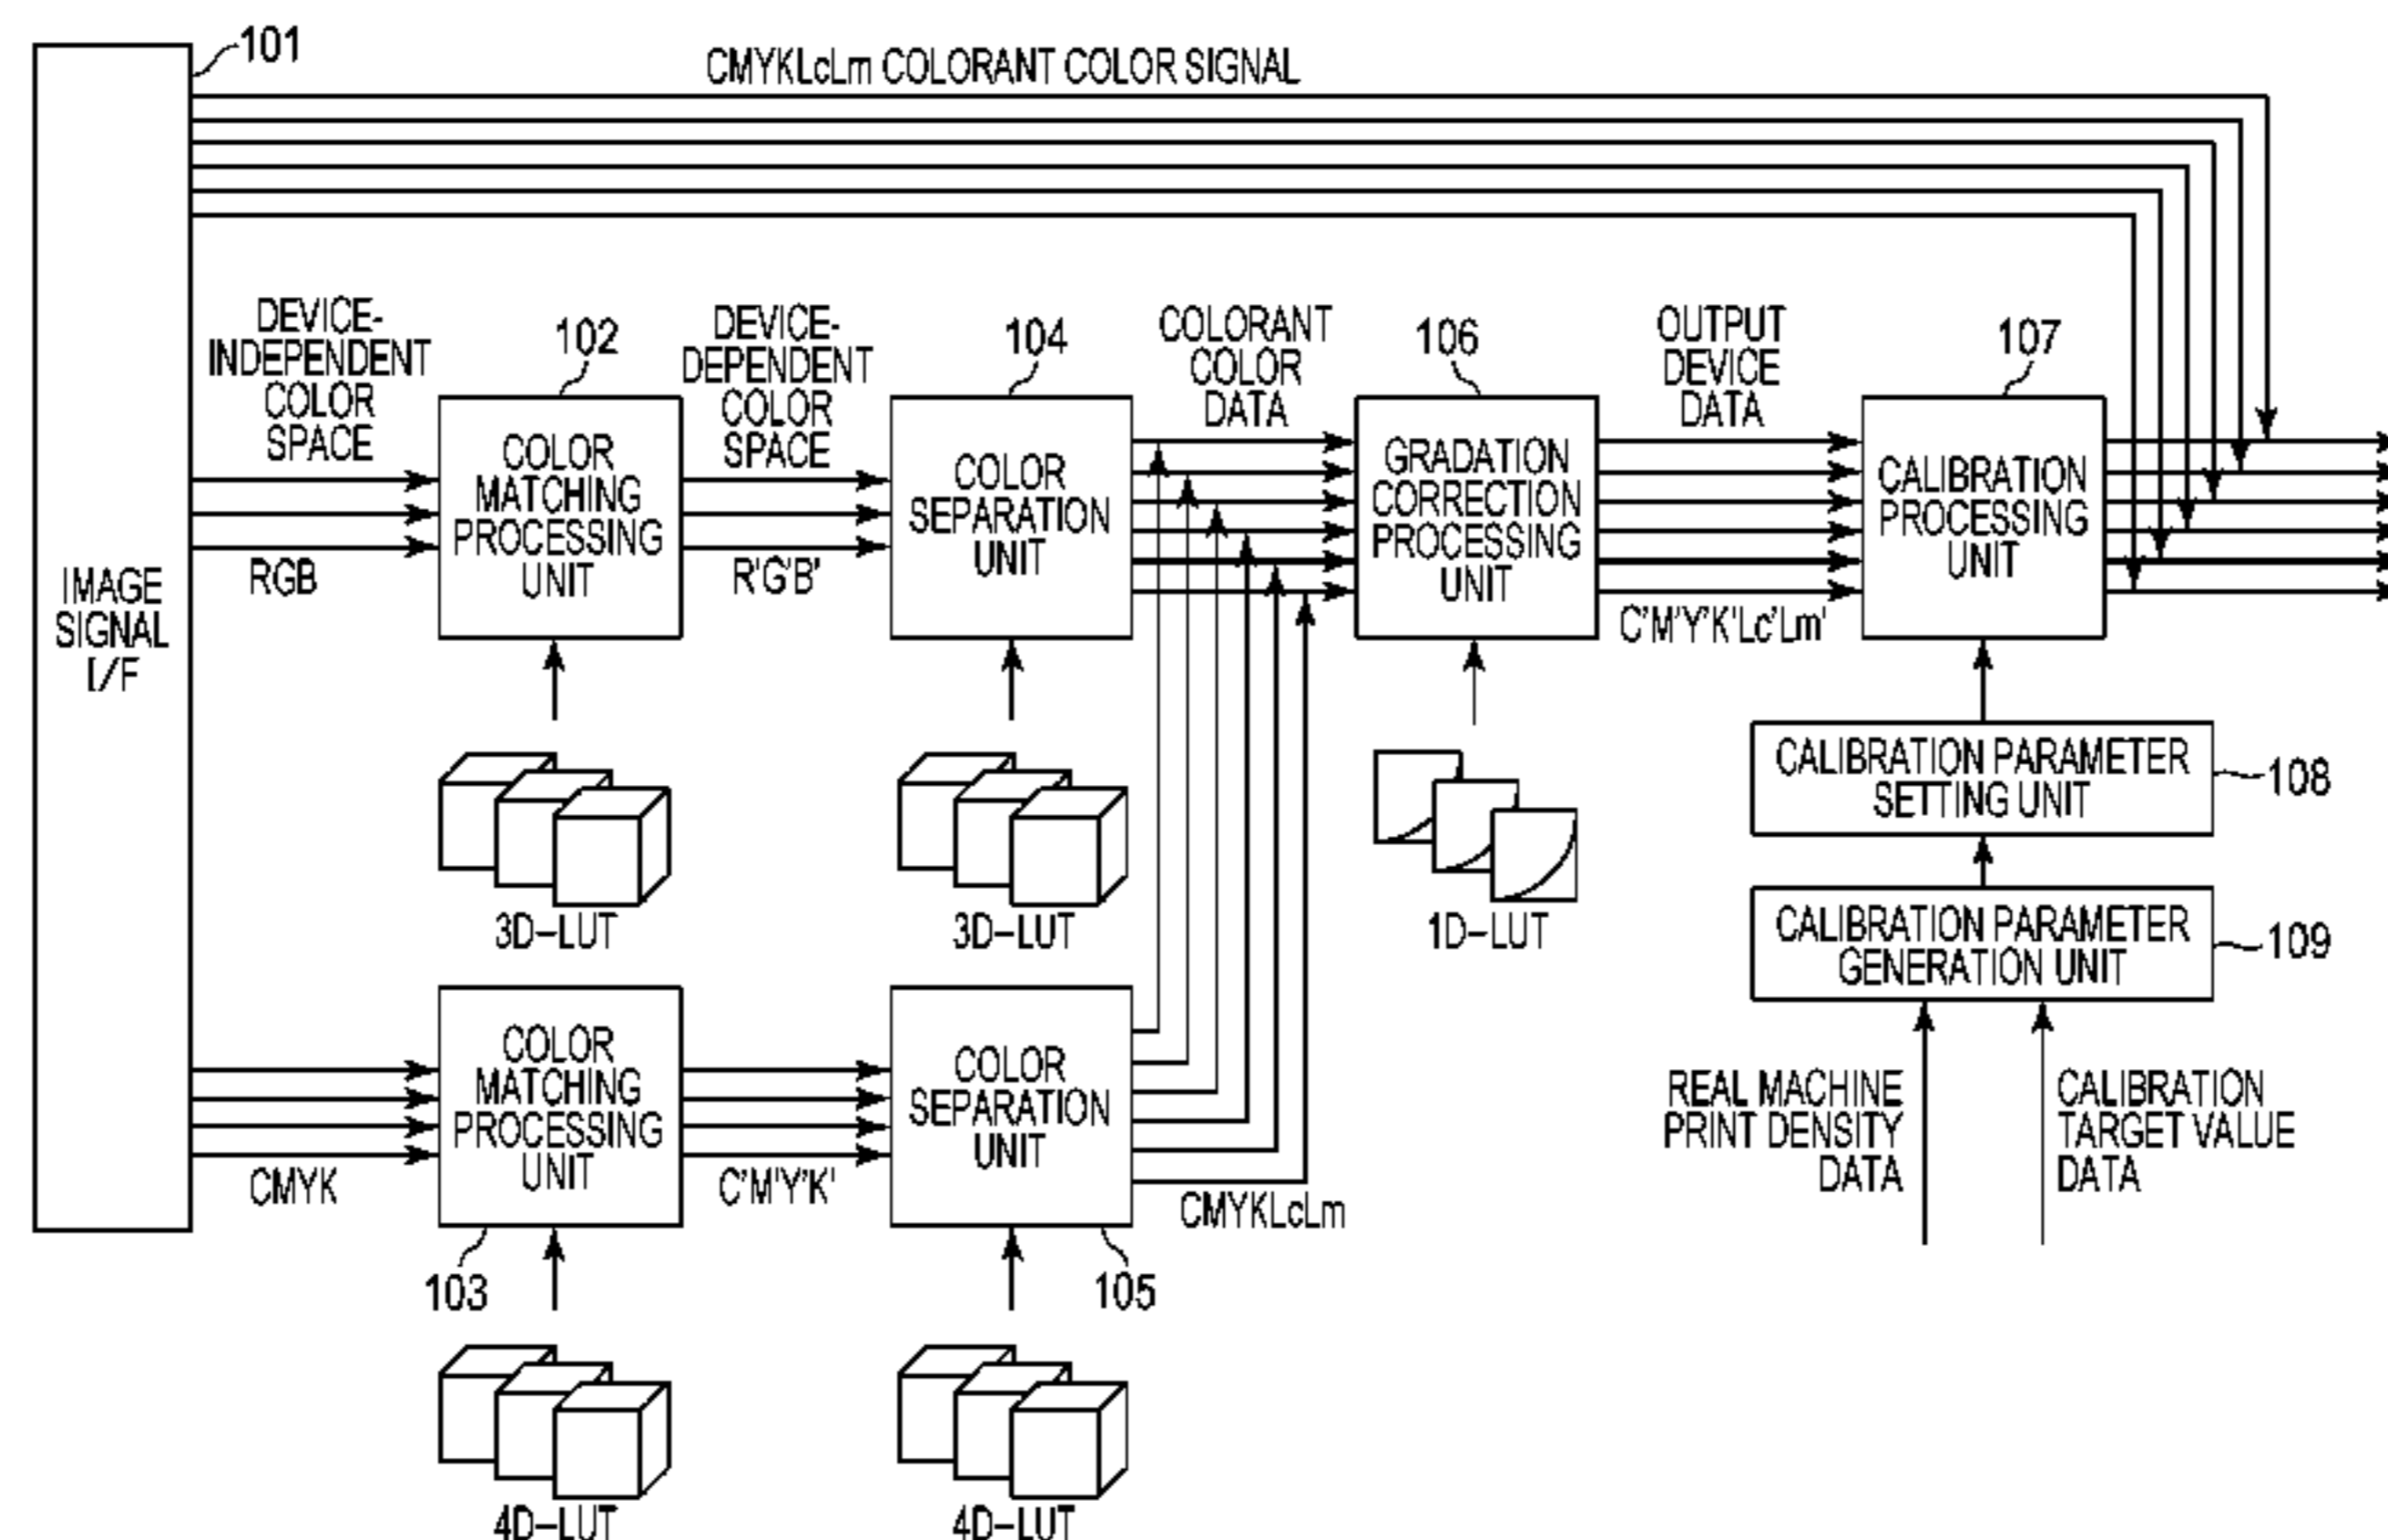 101
CMYKLcLm COLORANT COLOR SIGNAL
IMAGE
SIGNAL
I/F
DEVICE-
INDEPENDENT
COLOR
SPACE
RGB
102
COLOR
MATCHING
PROCESSING
UNIT
3D-LUT
DEVICE-
DEPENDENT
COLOR
SPACE
R'G'B'
104
COLOR
SEPARATION
UNIT
3D-LUT
COLORANT
COLOR
DATA
106
GRADATION
CORRECTION
PROCESSING
UNIT
1D-LUT
OUTPUT
DEVICE
DATA
C'M'Y'K'Lc'Lm'
107
CALIBRATION
PROCESSING
UNIT
CALIBRATION PARAMETER
SETTING UNIT
108
CALIBRATION PARAMETER
GENERATION UNIT
109
REAL MACHINE
PRINT DENSITY
DATA
CALIBRATION
TARGET VALUE
DATA
CMYK
COLOR
MATCHING
PROCESSING
UNIT
103
4D-LUT
C'M'Y'K'
COLOR
SEPARATION
UNIT
105
4D-LUT
CMYKLcLm